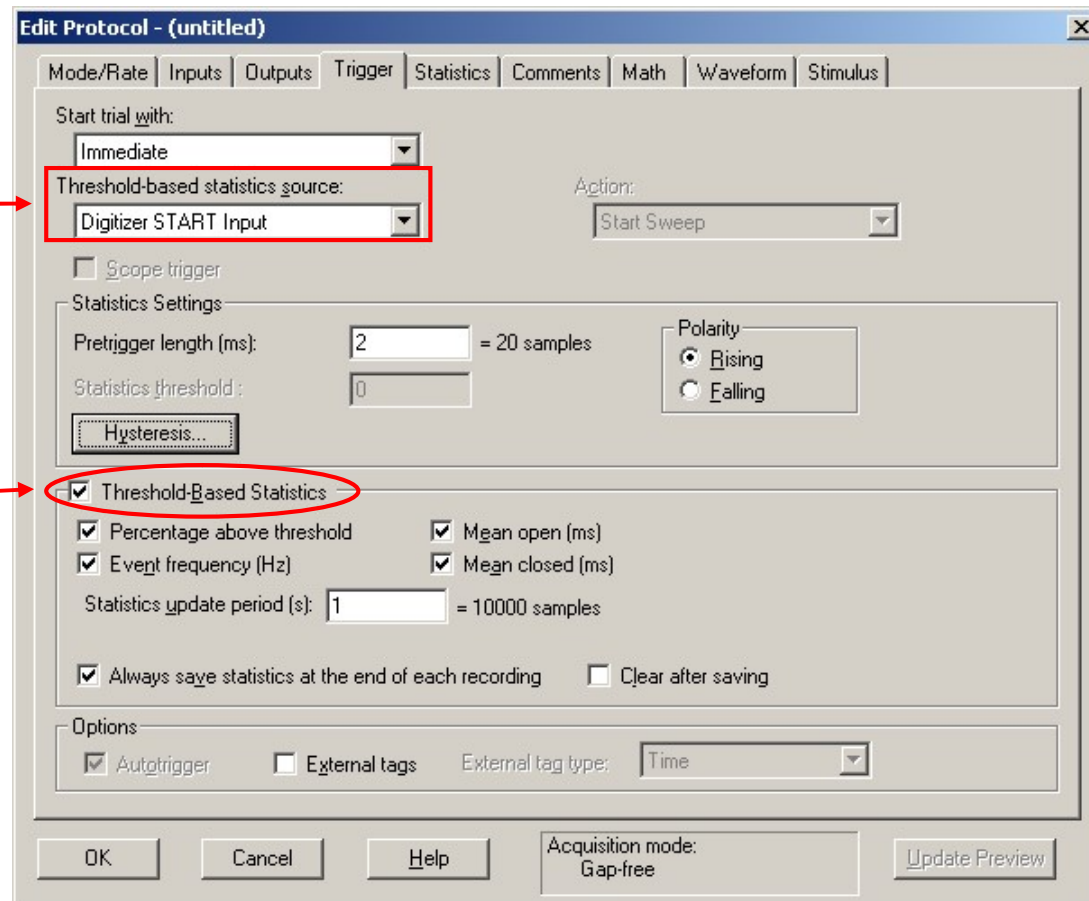 Edit Protocol - (untitled)
Mode/Rate Inputs Outputs Trigger Statistics Comments Math Waveform Stimulus
Start trial with:
Immediate
Threshold-based statistics source:
Action:
Digitizer START Input
Start Sweep
Scope trigger
Statistics Settings
Pretrigger length (ms): 2 = 20 samples
Polarity
Rising
Statistics threshold : 0
Falling
Hysteresis...
Threshold-Based Statistics
Percentage above threshold Mean open (ms)
Event frequency (Hz) Mean closed (ms)
Statistics update period (s): 1 = 10000 samples
Always save statistics at the end of each recording Clear after saving
Options
Autotrigger External tags External tag type: Time
OK Cancel Help
Acquisition mode:
Gap-free
Update Preview